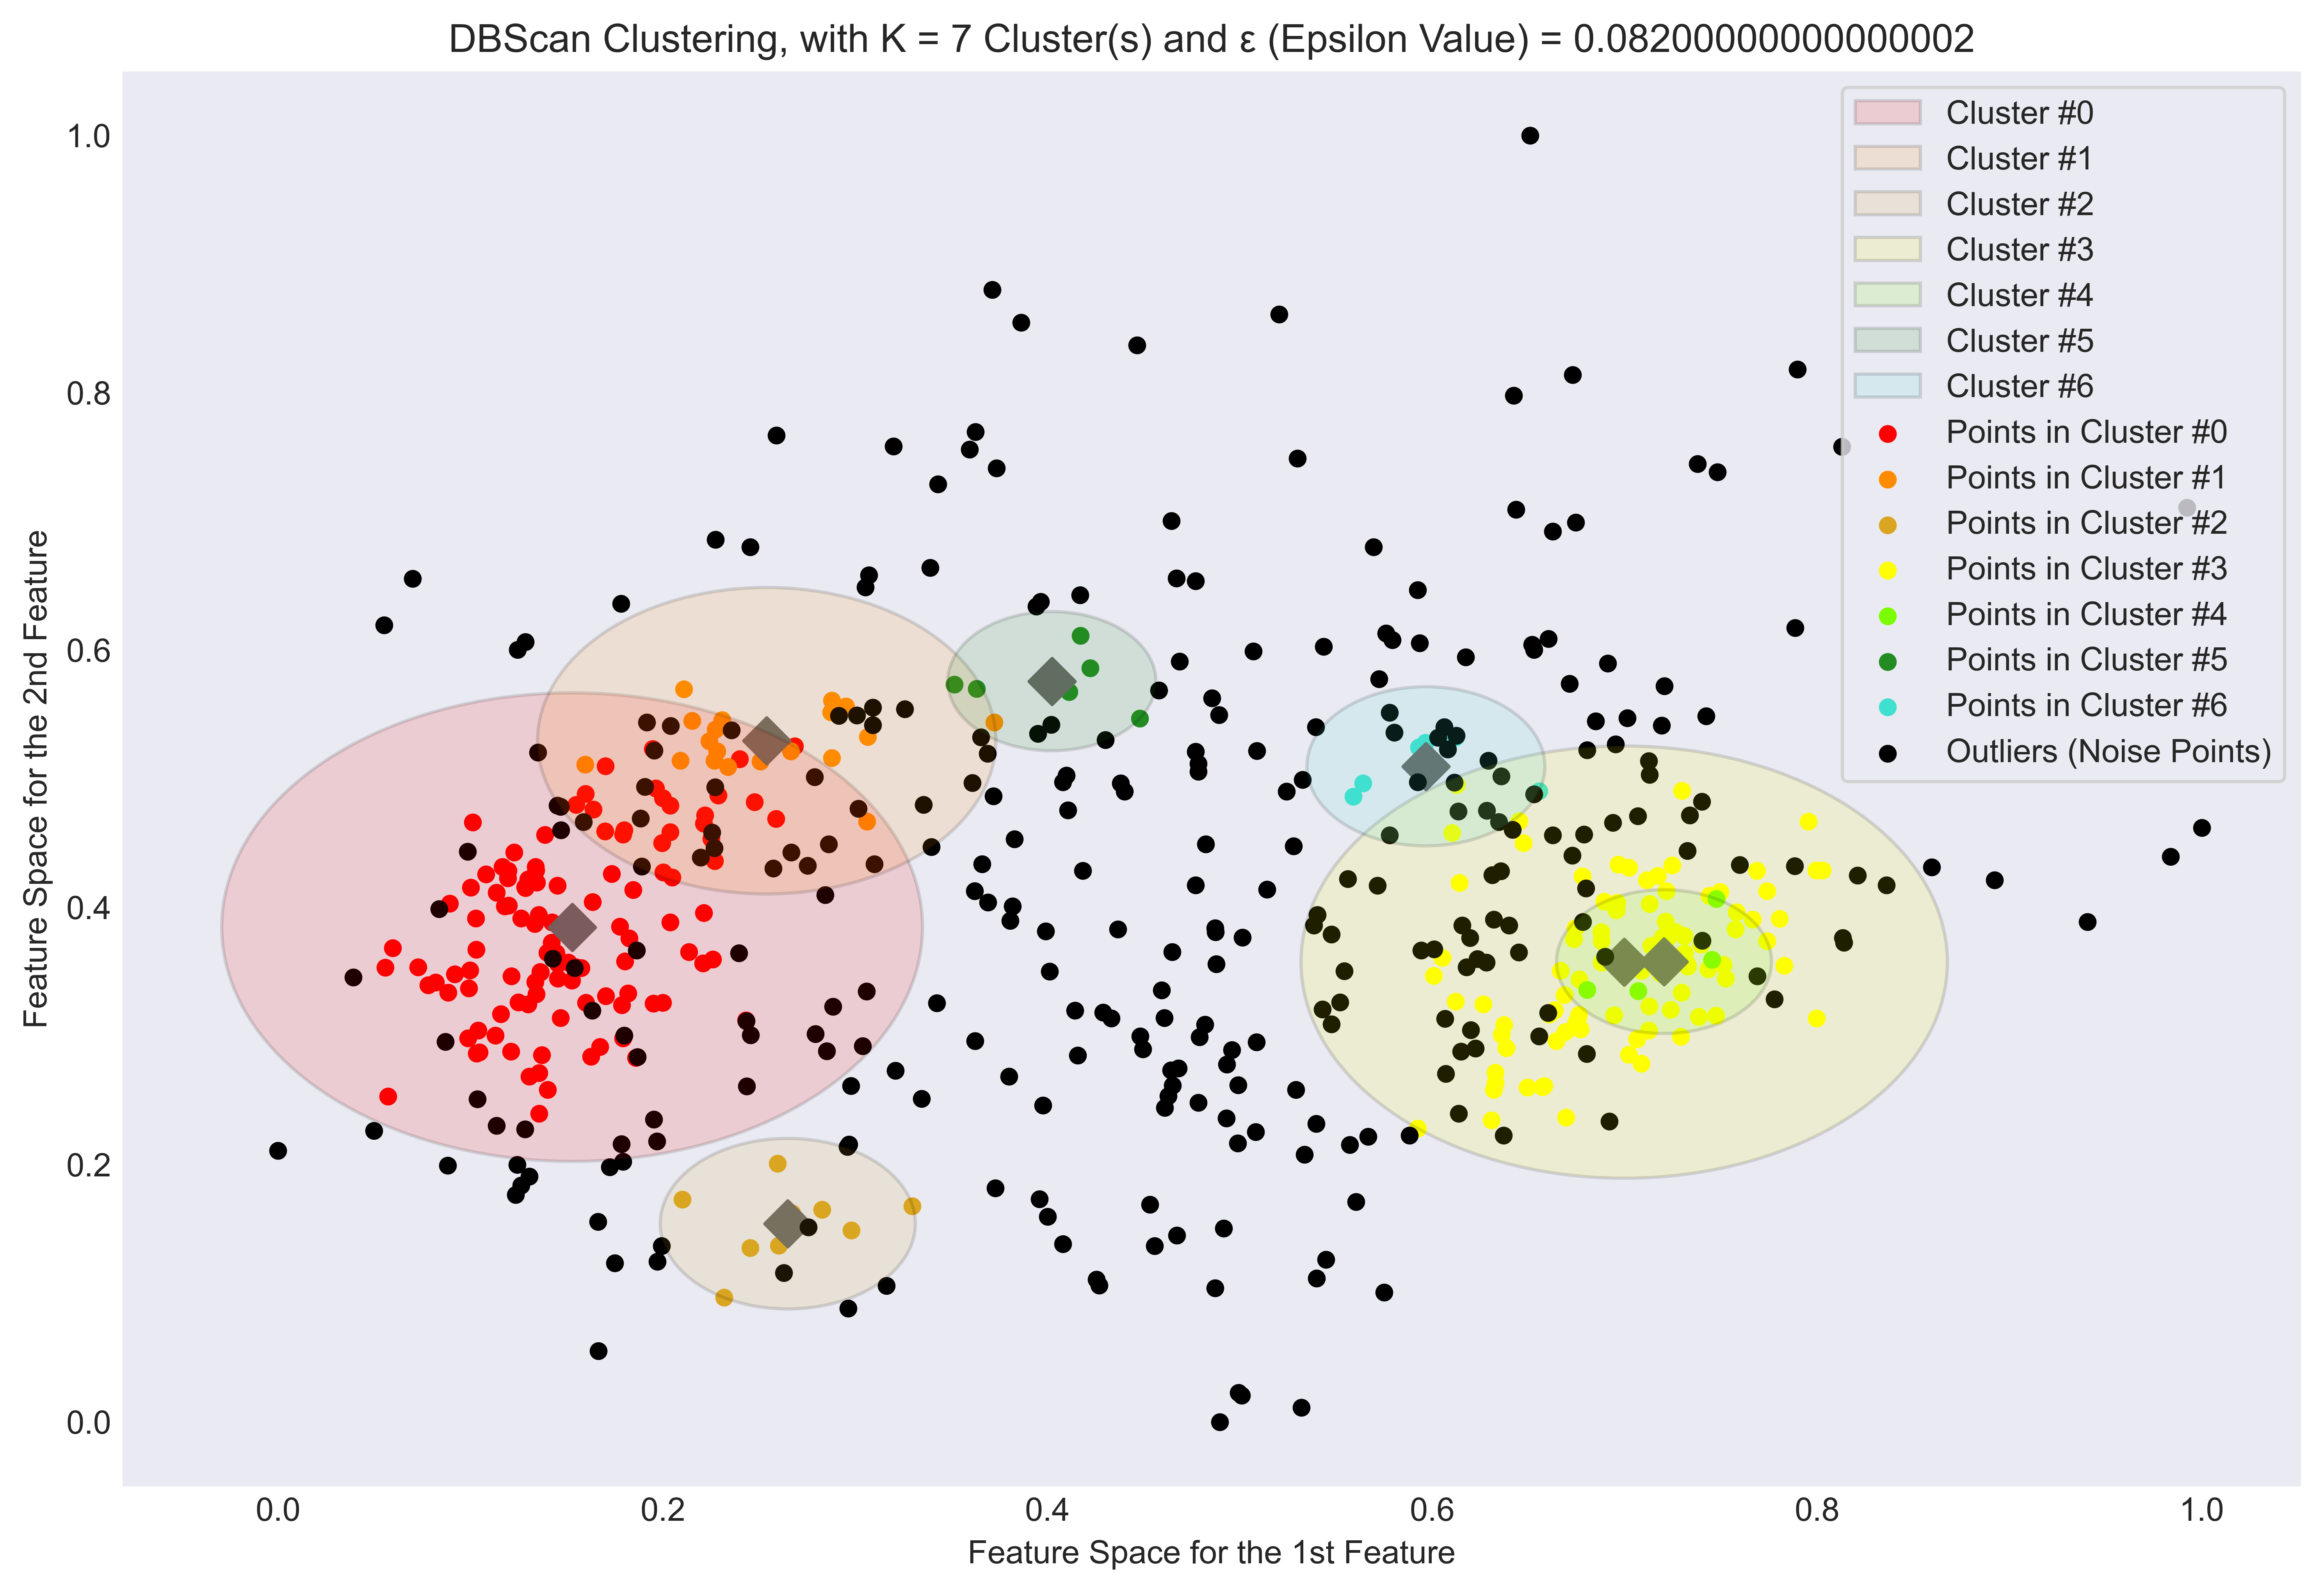 DBScan Clustering, with K = 7 Cluster(s) and ε (Epsilon Value) = 0.08200000000000002
Cluster #0
Cluster #1
Cluster #2
Cluster #3
Cluster #4
Cluster #5
Cluster #6
Points in Cluster #0
Points in Cluster #1
Points in Cluster #2
Points in Cluster #3
Points in Cluster #4
Points in Cluster #5
Points in Cluster #6
Outliers (Noise Points)
Feature Space for the 2nd Feature
1.0
0.8
0.6
0.4
0.2
0.0
0.0 0.2 0.4 0.6 0.8 1.0
Feature Space for the 1st Feature